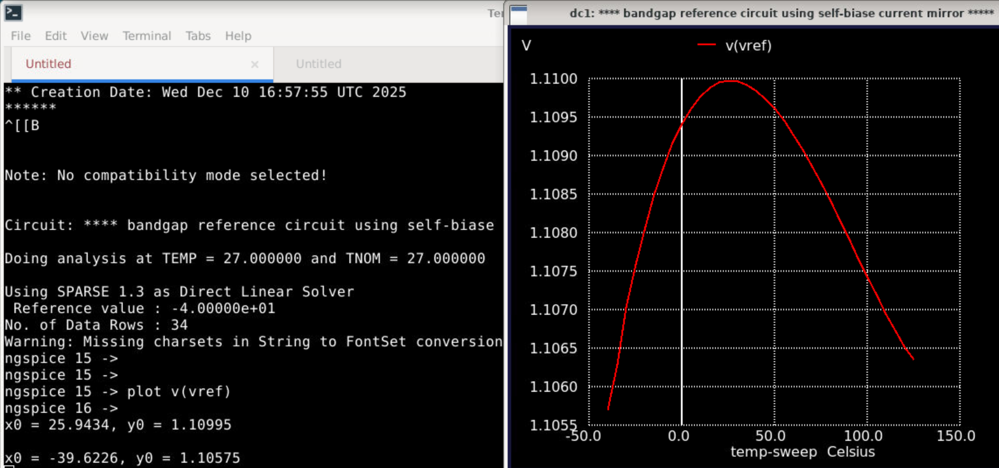 Ter
File Edit View Terminal Tabs Help
Untitled × Untitled
** Creation Date: Wed Dec 10 16:57:55 UTC 2025
******
^[[B
Note: No compatibility mode selected!
Circuit: **** bandgap reference circuit using self-biase
Doing analysis at TEMP = 27.000000 and TNOM = 27.000000
Using SPARSE 1.3 as Direct Linear Solver
Reference value : -4.00000e+01
No. of Data Rows : 34
Warning: Missing charsets in String to FontSet conversion
ngspice 15 ->
ngspice 15 ->
ngspice 15 -> plot v(vref)
ngspice 16 ->
x0 = 25.9434, y0 = 1.10995
x0 = -39.6226, y0 = 1.10575
dc1: **** bandgap reference circuit using self-biase current mirror *****
V
v(vref)
1.1100
1.1095
1.1090
1.1085
1.1080
1.1075
1.1070
1.1065
1.1060
1.1055
-50.0 0.0 50.0 100.0 150.0
temp-sweep Celsius